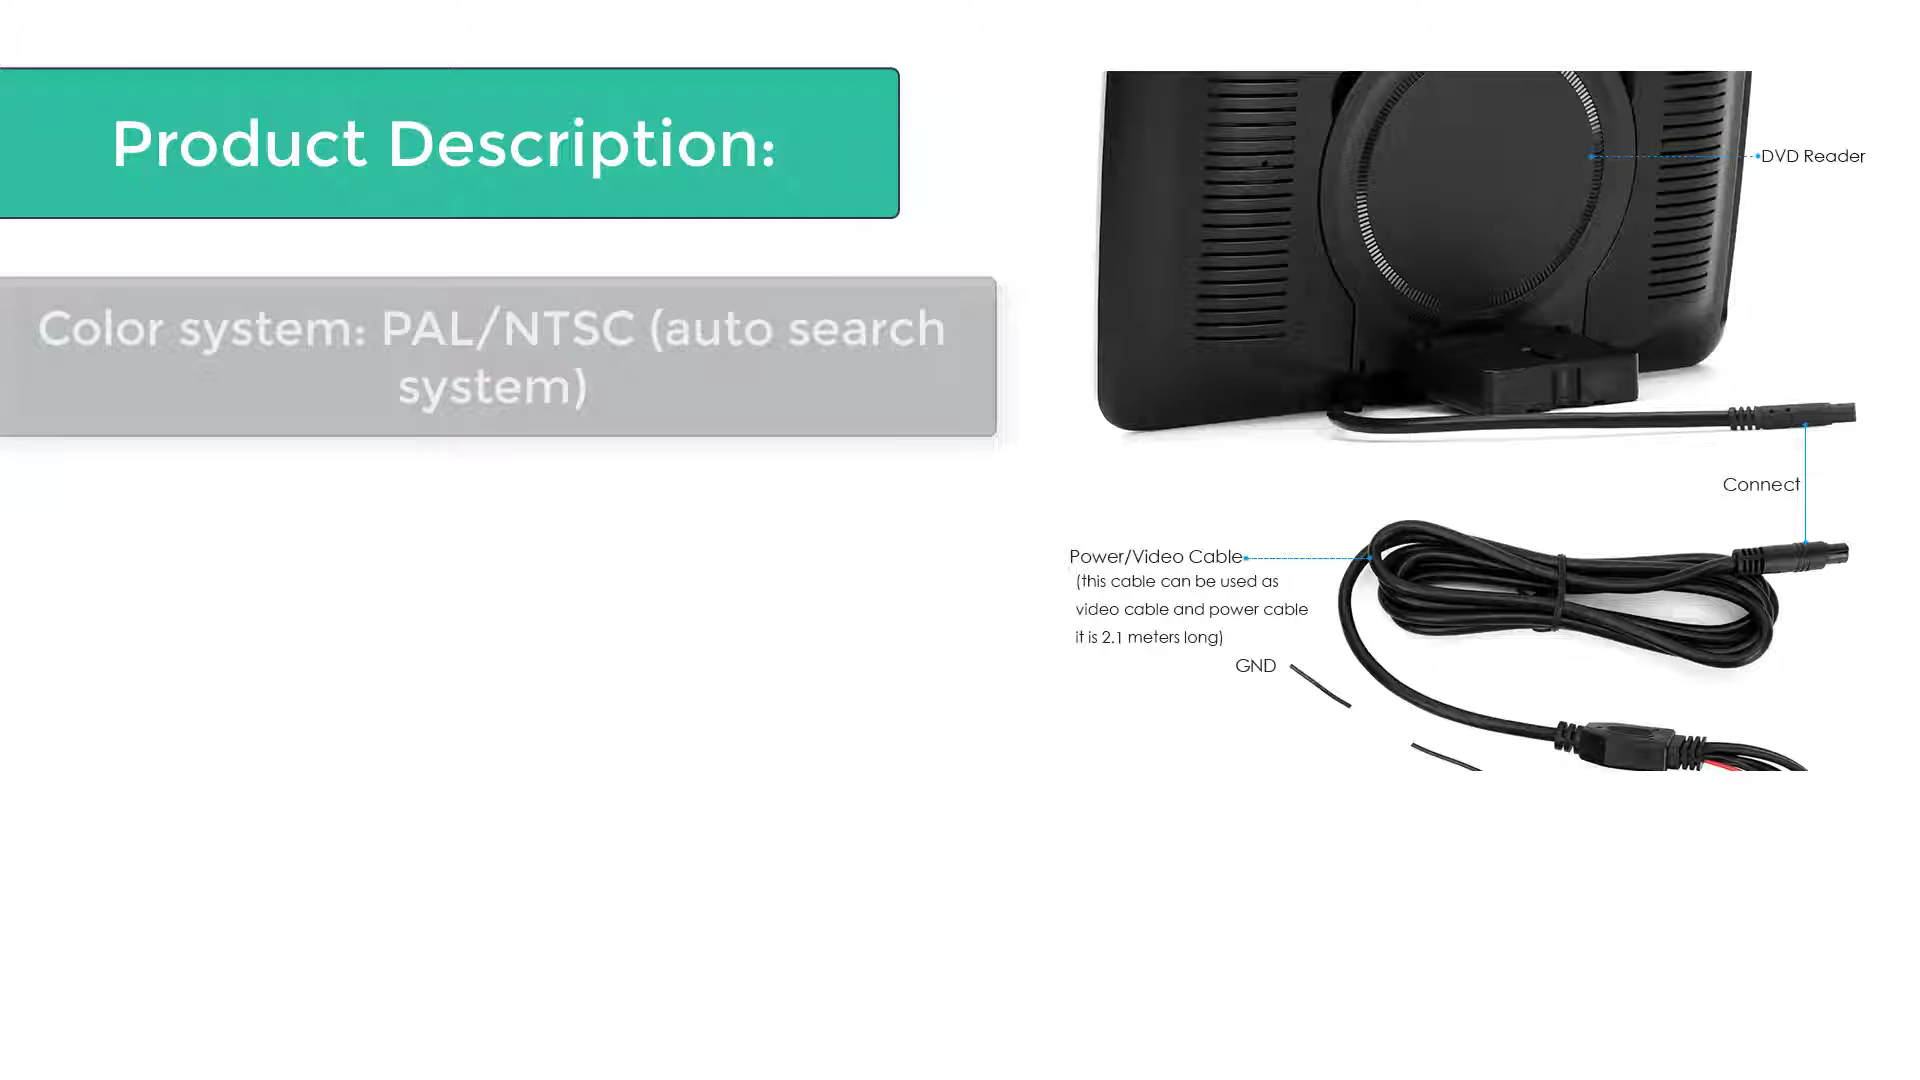 Product Description:
Color system: PAL/NTSC (auto search
system)
DVD Reader
Connect
Power/Video Cable
(this cable can be used as
video cable and power cable
it is 2.1 meters long)
GND